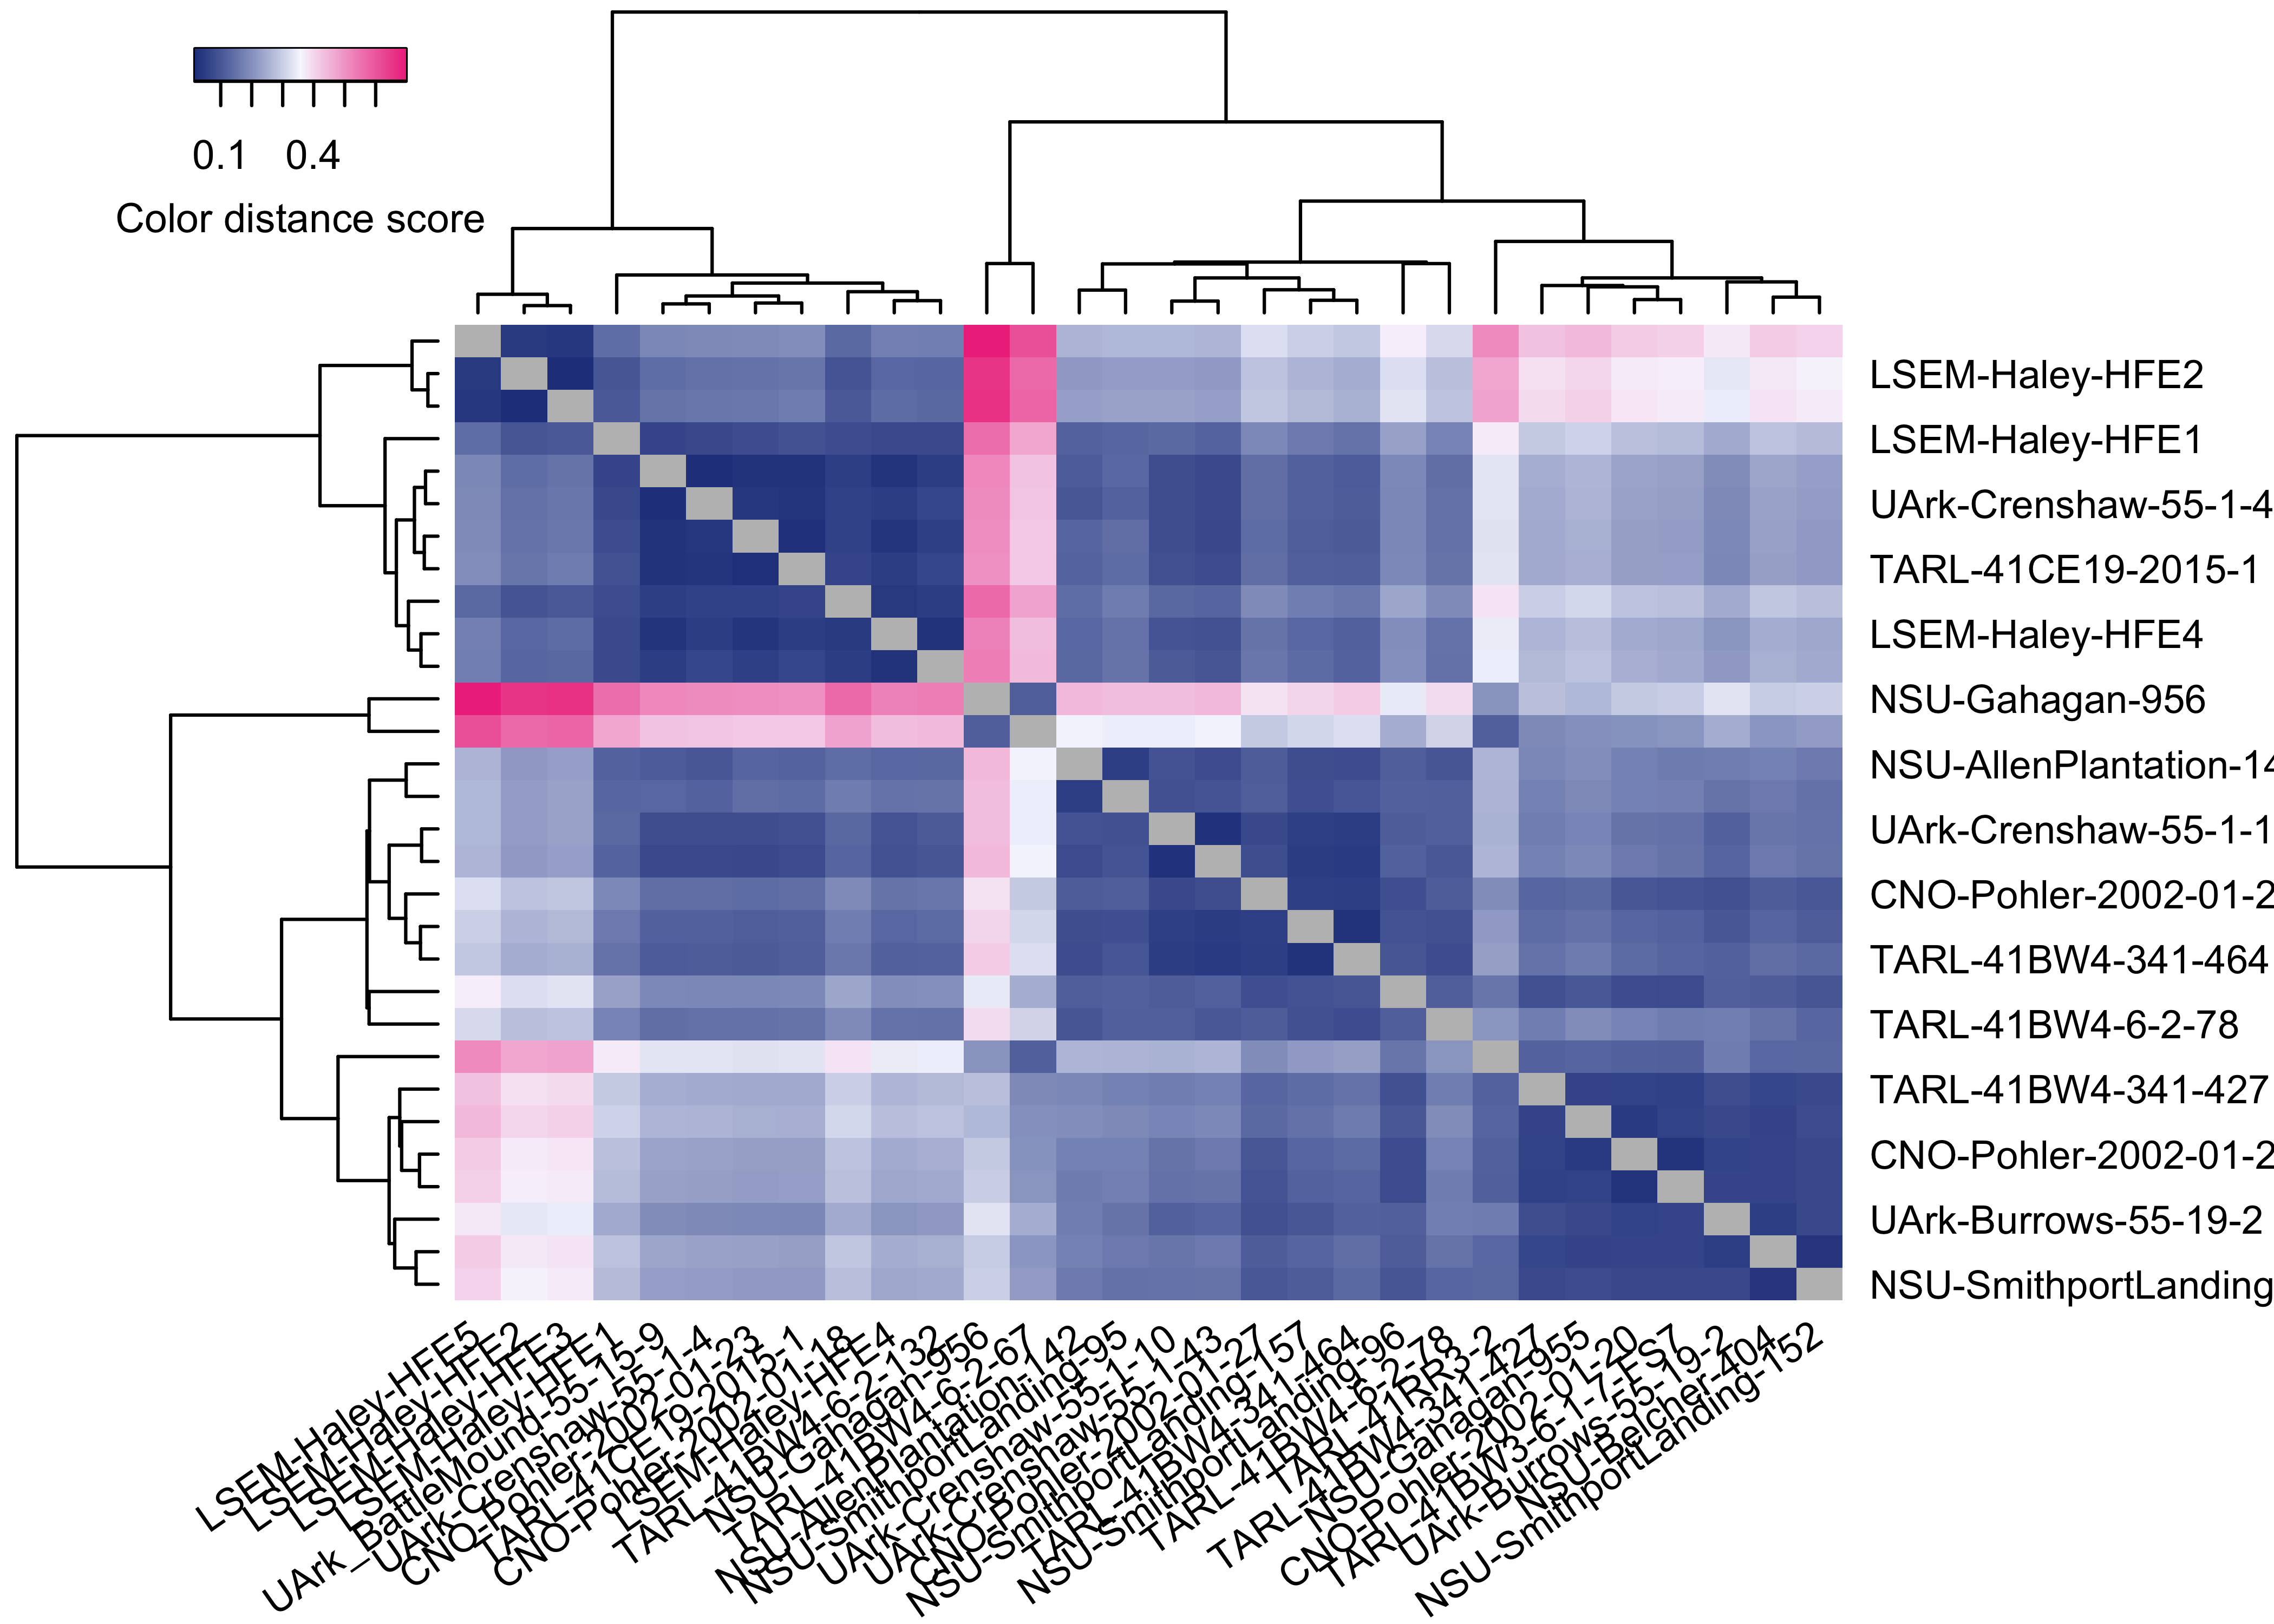 0.1 0.4
Color distance score
LSEM-Haley-HFE2
LSEM-Haley-HFE1
UArk-Crenshaw-55-1-4
TARL-41CE19-2015-1
LSEM-Haley-HFE4
NSU-Gahagan-956
NSU-AllenPlantation-14
UArk-Crenshaw-55-1-1
CNO-Pohler-2002-01-2
TARL-41BW4-341-464
TARL-41BW4-6-2-78
TARL-41BW4-341-427
CNO-Pohler-2002-01-2
UArk-Burrows-55-19-2
NSU-SmithportLanding
LSEM-Haley-HFE5
LSEM-Haley-HFE2
LSEM-Haley-HFE3
LSEM-Haley-HFE1
UArk_BattleMound-55-15-9
UArk-Crenshaw-55-1-4
CNO-Pohler-2002-01-23
TARL-41CE19-2015-1
CNO-Pohler-2002-01-18
LSEM-Haley-HFE4
TARL-41BW4-6-2-132
NSU-Gahagan-956
TARL-41BW4-6-2-67
NSU-AllenPlantation-142
NSU-SmithportLanding-95
UArk-Crenshaw-55-1-10
UArk-Crenshaw-55-1-43
CNO-Pohler-2002-01-27
NSU-SmithportLanding-157
TARL-41BW4-341-464
NSU-SmithportLanding-96
TARL-41BW4-6-2-78
TARL-41RR3-2
TARL-41BW4-341-427
NSU-Gahagan-955
CNO-Pohler-2002-01-20
TARL-41BW3-6-1-7-FS7
UArk-Burrows-55-19-2
NSU-Belcher-404
NSU-SmithportLanding-152